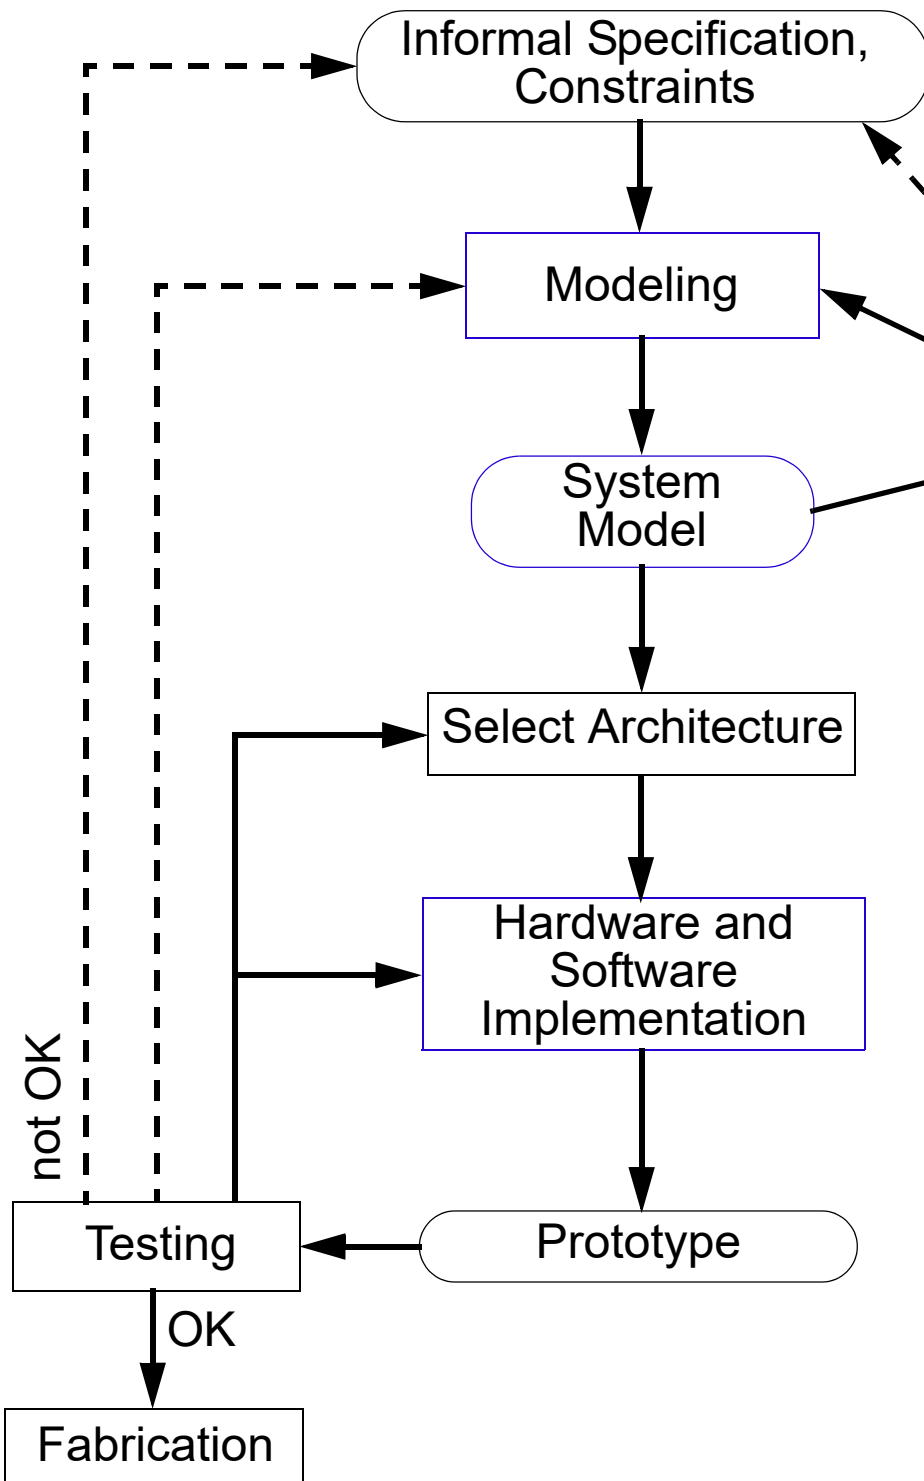 Informal Specification,
Constraints
Modeling
System
Model
Select Architecture
Hardware and
Software
Implementation
not OK
Testing
Prototype
OK
Fabrication